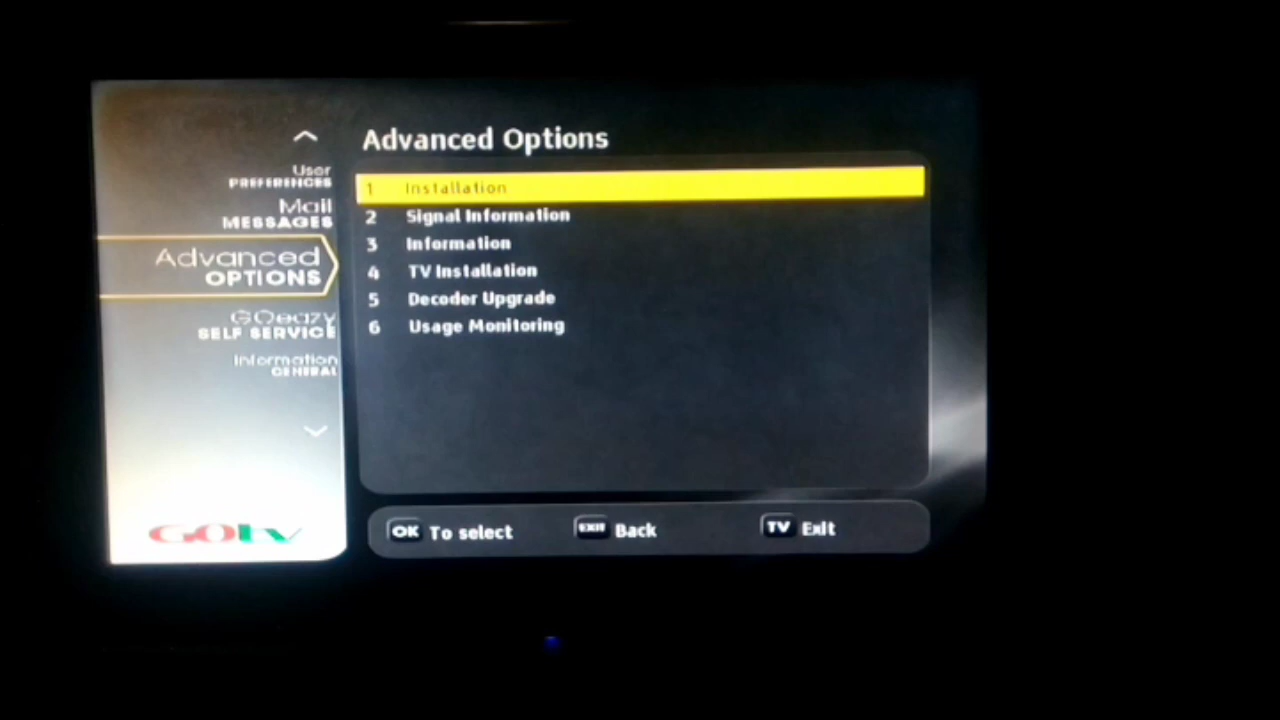 User
PREFERENCES
Mail
MESSAGES
Advanced
OPTIONS
GOeazy
SELF SERVICE
Information
GENERAL
GOtv
Advanced Options
1 Installation
2 Signal Information
3 Information
4 TV Installation
5 Decoder Upgrade
6 Usage Monitoring
OK To select EXIT Back TV Exit